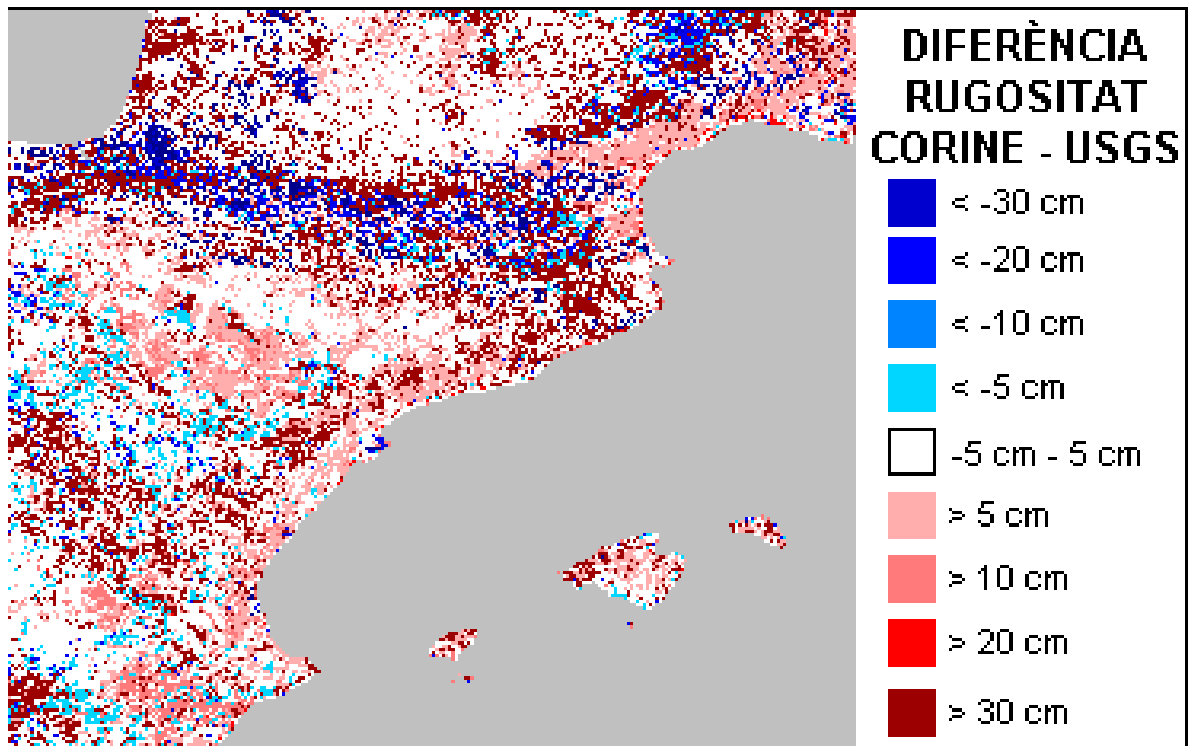 DIFERÈNCIA
RUGOSITAT
CORINE - USGS
< -30 cm
< -20 cm
< -10 cm
< -5 cm
-5 cm - 5 cm
> 5 cm
> 10 cm
> 20 cm
> 30 cm